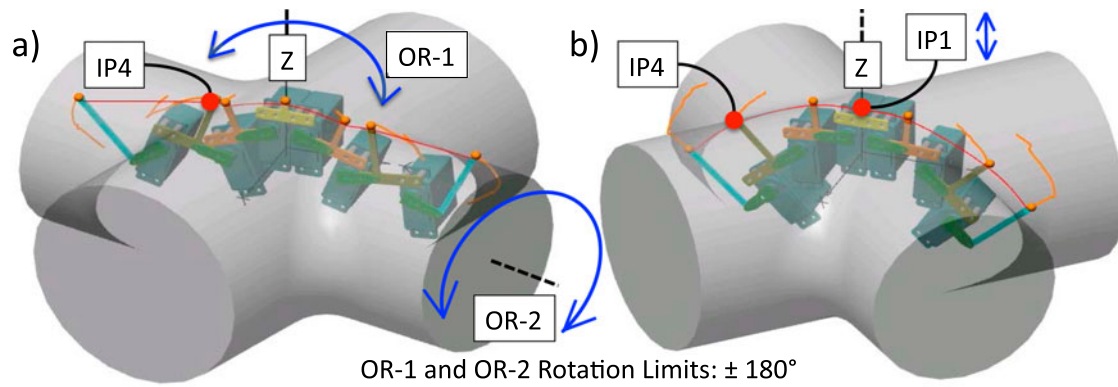 a)
IP4
Z
OR-1
OR-2
b)
IP4
Z
IP1
OR-1 and OR-2 Rotation Limits: ± 180°